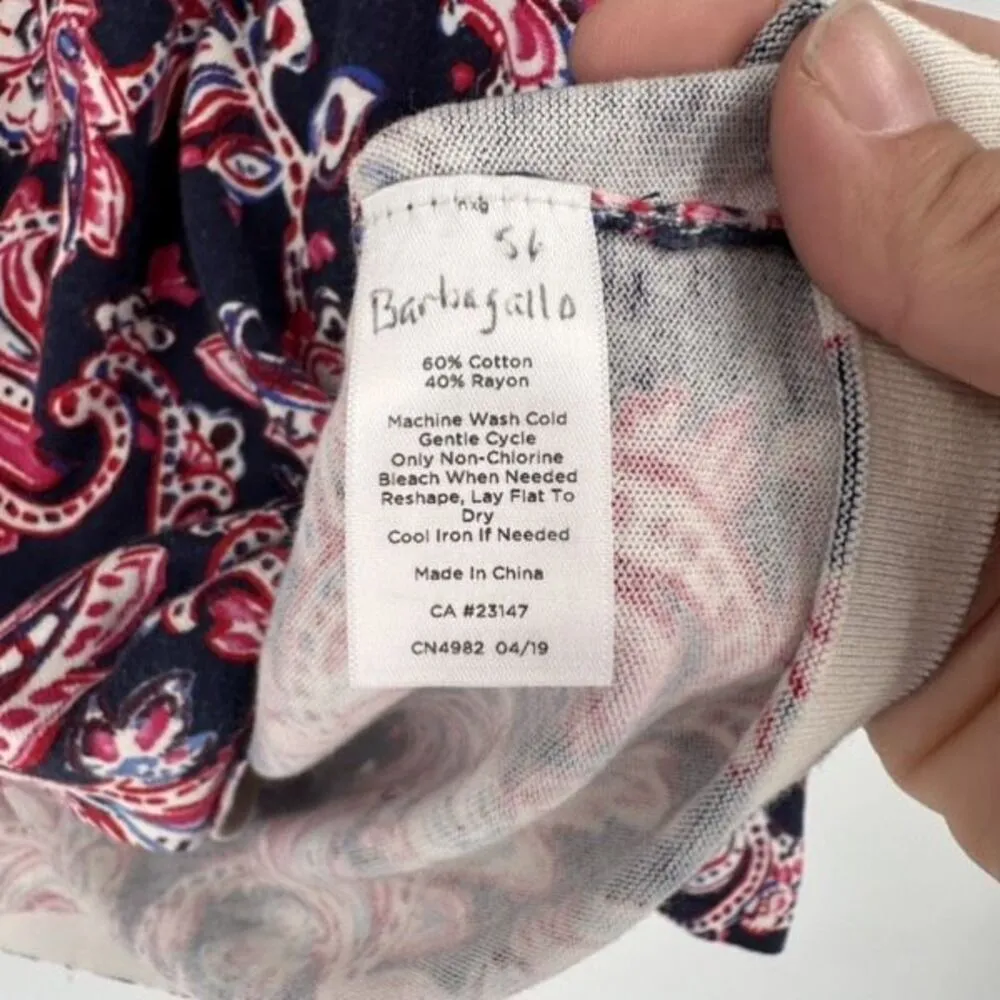 56
Barbagallo
60% Cotton
40% Rayon
Machine Wash Cold
Gentle Cycle
Only Non-Chlorine
Bleach When Needed
Reshape, Lay Flat To
Dry
Cool Iron If Needed
Made In China
CA #23147
CN4982 04/19